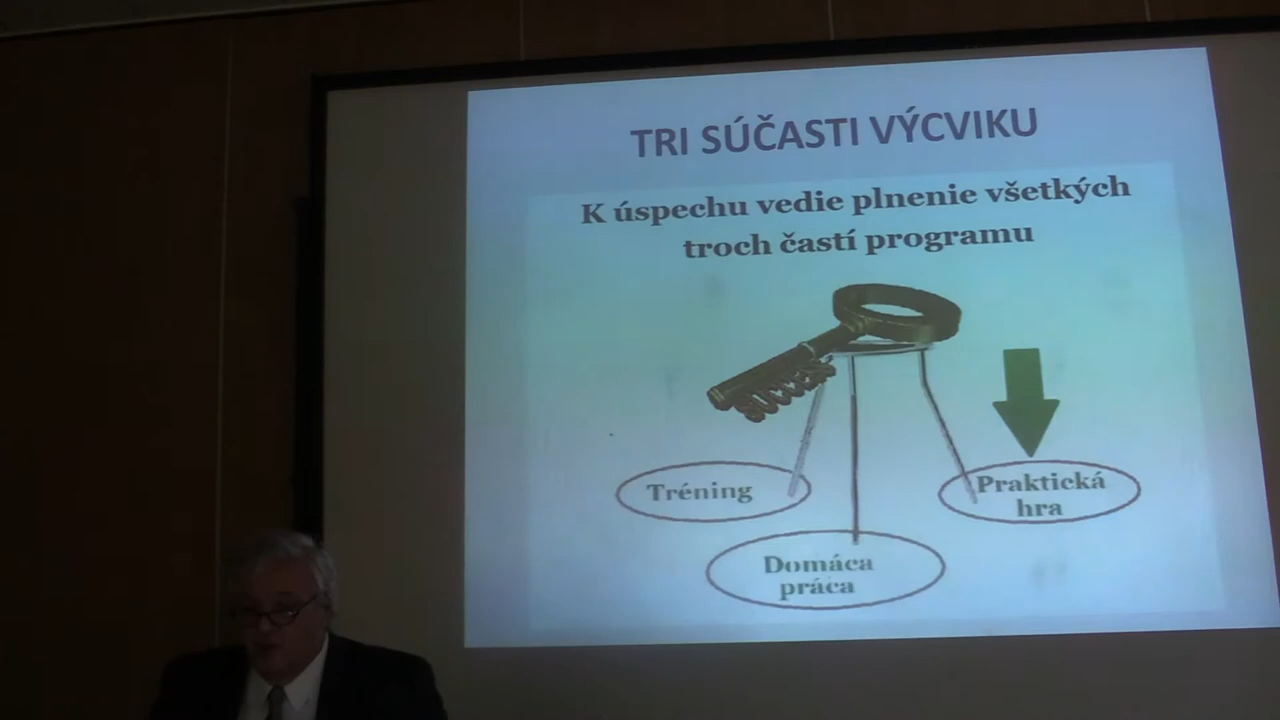 TRI SÚČASTI VÝCVIKU
K úspechu vedie plnenie všetkých
troch častí programu
Tréning
Praktická
hra
Domáca
práca